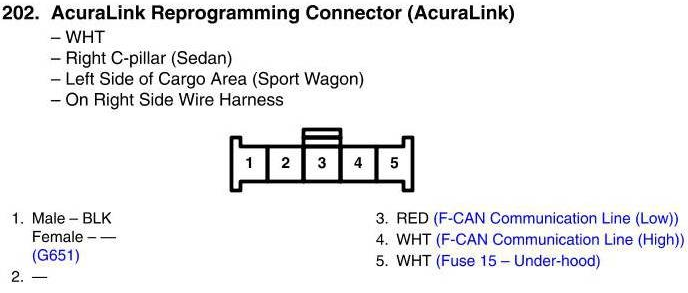 202. AcuraLink Reprogramming Connector (AcuraLink)
– WHT
– Right C-pillar (Sedan)
– Left Side of Cargo Area (Sport Wagon)
– On Right Side Wire Harness
1 2 3 4 5
1. Male – BLK
Female – —
(G651)
2. —
3. RED (F-CAN Communication Line (Low))
4. WHT (F-CAN Communication Line (High))
5. WHT (Fuse 15 – Under-hood)